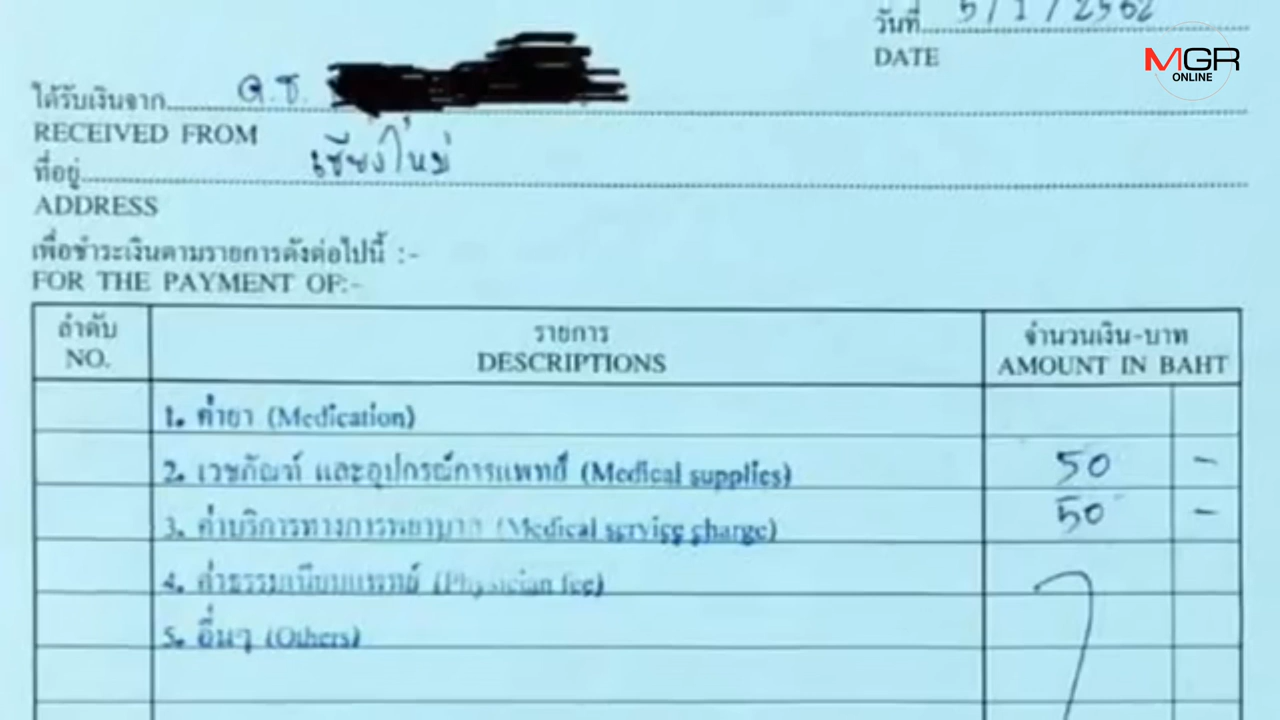 วันที่ 5/1/2562
DATE
MGR
ONLINE
ได้รับเงินจาก ด.ช.
RECEIVED FROM
ที่อยู่ เชียงใหม่
ADDRESS
เพื่อชำระเงินตามรายการดังต่อไปนี้ :-
FOR THE PAYMENT OF:-
ลำดับ รายการ จำนวนเงิน-บาท
NO. DESCRIPTIONS AMOUNT IN BAHT
1. ค่ายา (Medication)
2. เวชภัณฑ์ และอุปกรณ์การแพทย์ (Medical supplies) 50 -
3. ค่าบริการทางการพยาบาล (Medical service charge) 50 -
4. ค่าธรรมเนียมแพทย์ (Physician fee)
5. อื่นๆ (Others)